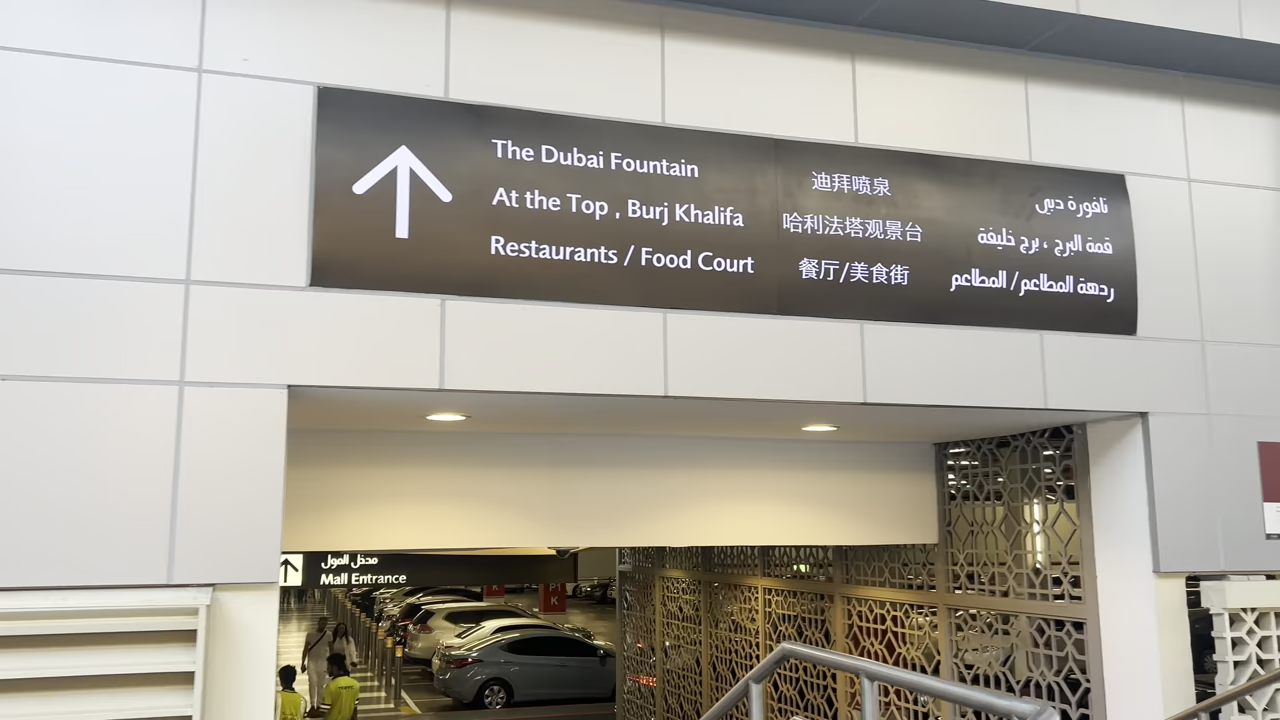 The Dubai Fountain
At the Top , Burj Khalifa
Restaurants / Food Court
迪拜喷泉
哈利法塔观景台
餐厅/美食街
نافورة دبي
قمة البرج ، برج خليفة
ردهة المطاعم / المطاعم
مدخل المول
Mall Entrance
K
P1
K